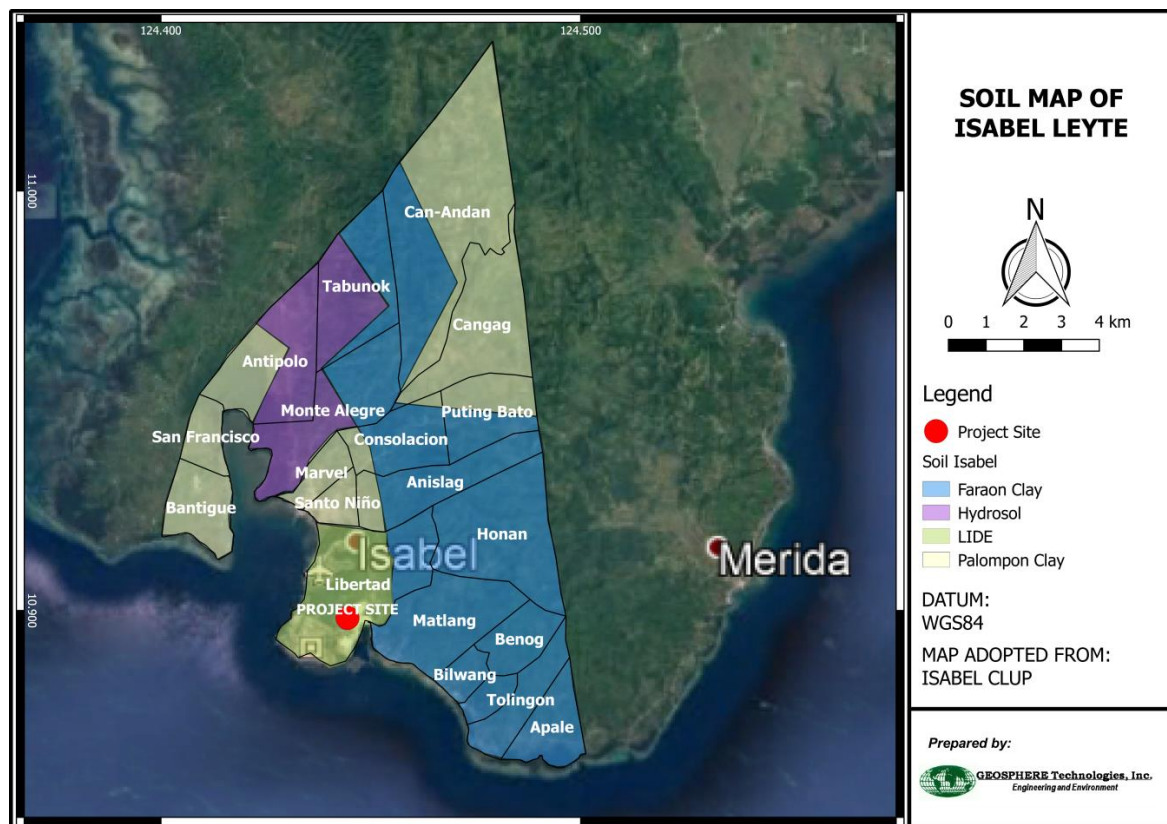 124.400
124.500
11.000
10.900
Can-Andan
Tabunok
Cangag
Antipolo
Monte Alegre
Puting Bato
San Francisco
Consolacion
Marvel
Anislag
Santo Niño
Bantigue
Honan
Isabel
Merida
Libertad
PROJECT SITE
Matlang
Benog
Bilwang
Tolingon
Apale
SOIL MAP OF
ISABEL LEYTE
N
0 1 2 3 4 km
Legend
Project Site
Soil Isabel
Faraon Clay
Hydrosol
LIDE
Palompon Clay
DATUM:
WGS84
MAP ADOPTED FROM:
ISABEL CLUP
Prepared by:
GEOSPHERE Technologies, Inc.
Engineering and Environment